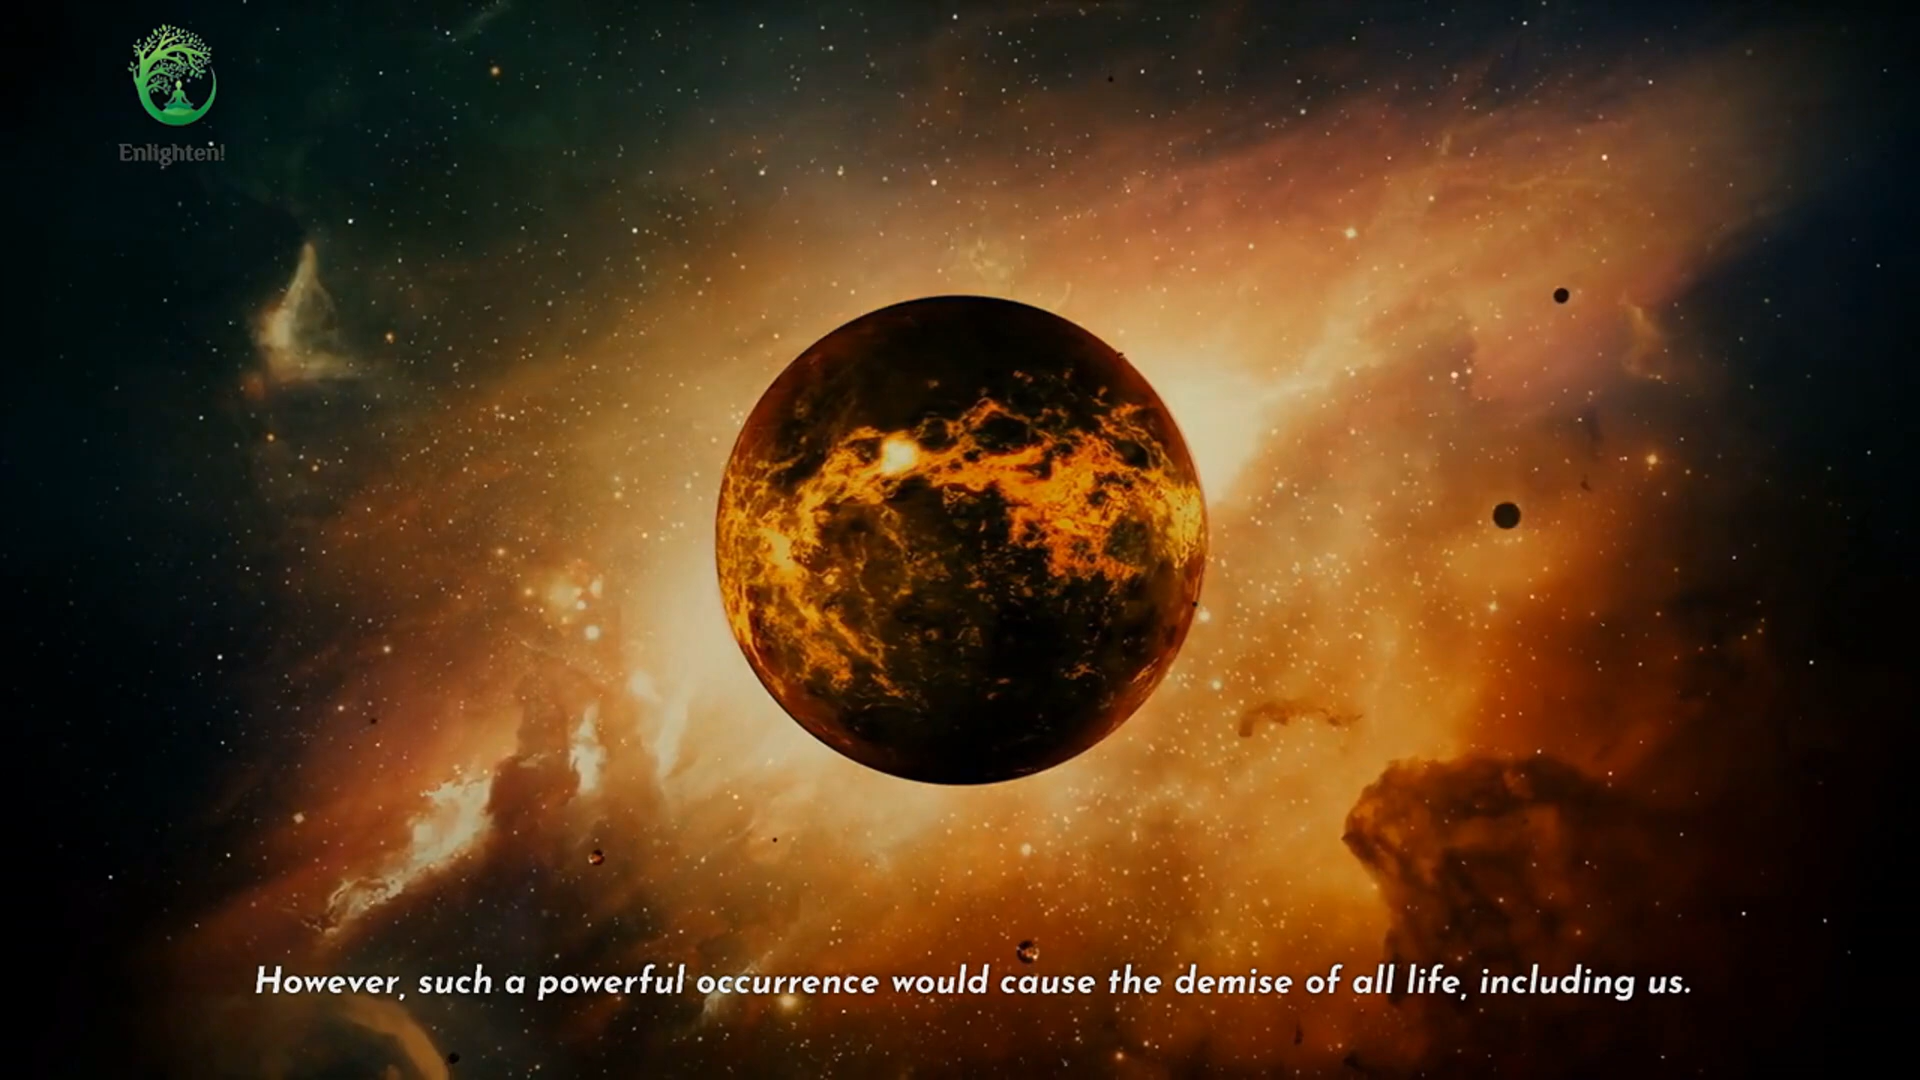 Enlighten!
However, such a powerful occurrence would cause the demise of all life, including us.